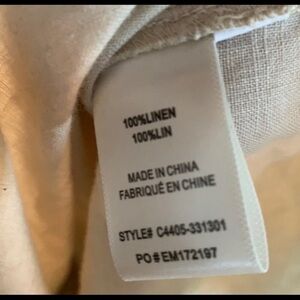 100%LINEN
100%LIN
MADE IN CHINA
FABRIQUÉ EN CHINE
STYLE# C4405-331301
PO # EM172197